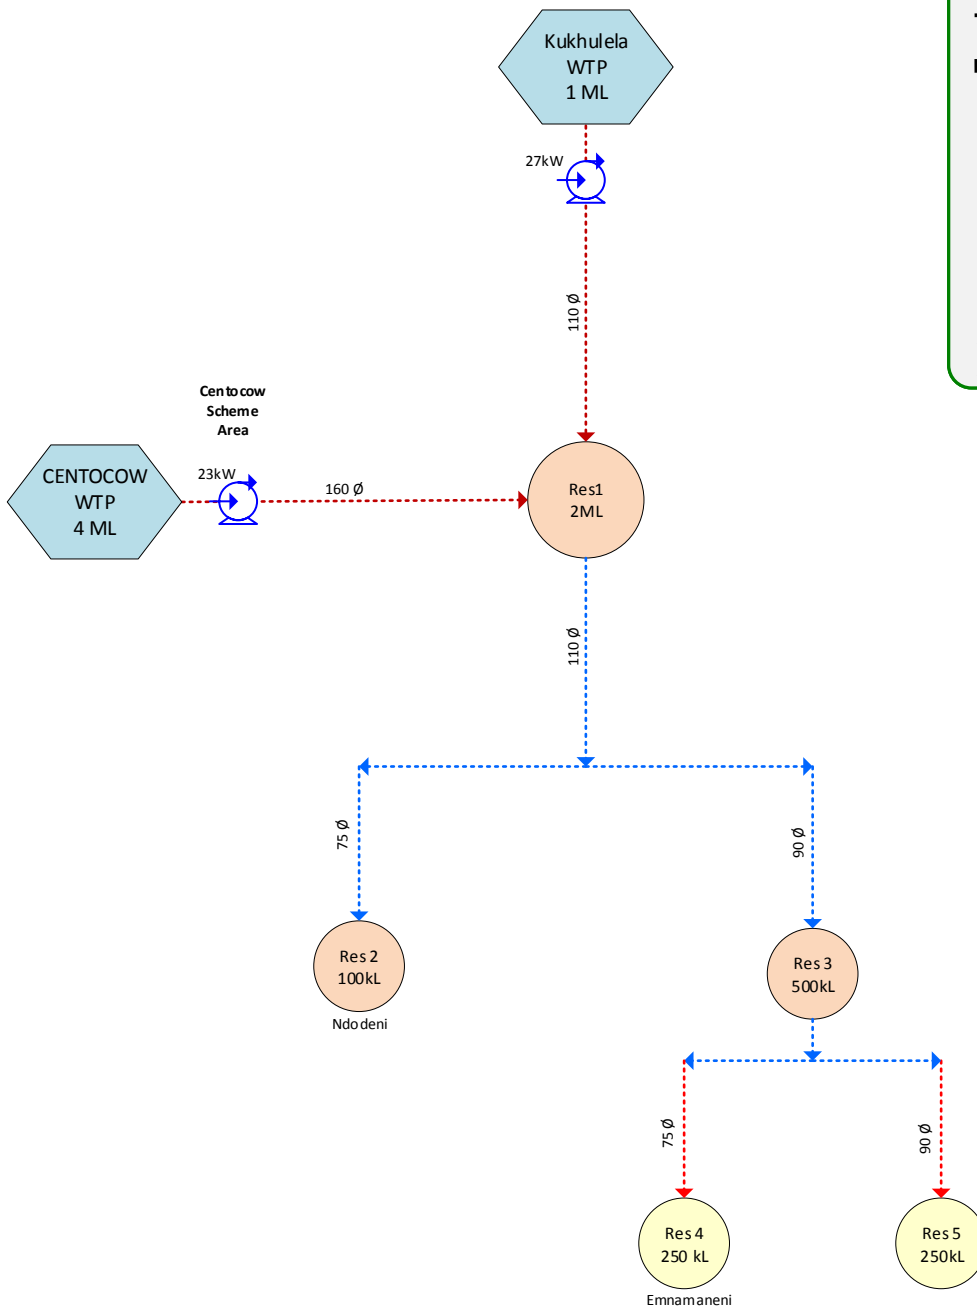 Kukhulela
WTP
1 ML
27kW
110 Ø
Centocow
Scheme
Area
CENTOCOW
WTP
4 ML
23kW
160 Ø
Res1
2ML
110 Ø
75 Ø
90 Ø
Res 2
100kL
Ndodeni
Res 3
500kL
75 Ø
90 Ø
Res 4
250 kL
Emnamaneni
Res 5
250kL